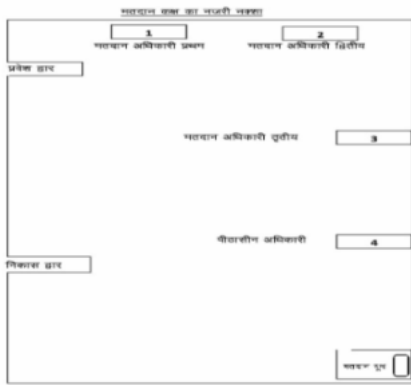 मतदान कक्ष का नजरी नक्शा
1
2
मतदान अधिकारी प्रथम
मतदान अधिकारी द्वितीय
प्रवेश द्वार
मतदान अधिकारी तृतीय
3
पीठासीन अधिकारी
4
निकास द्वार
मतदान बूथ